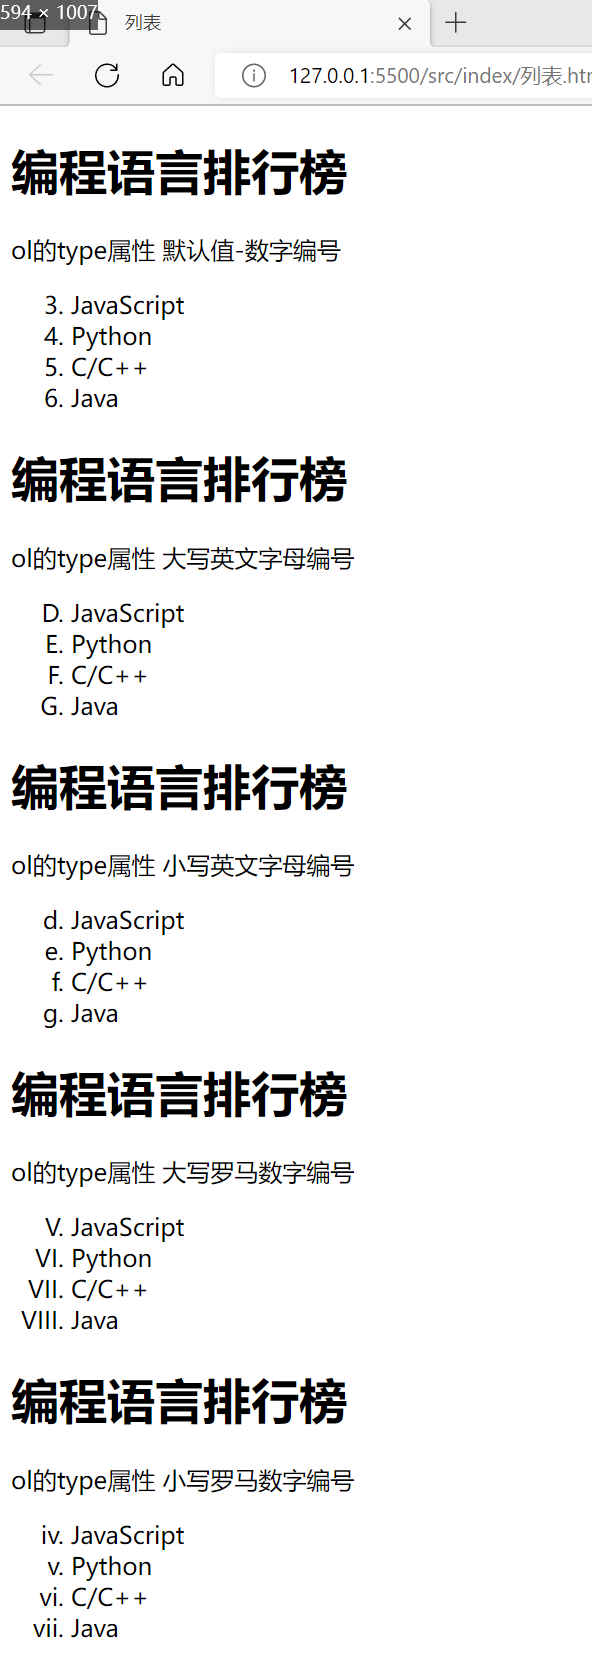 594 × 1007
列表
127.0.0.1:5500/src/index/列表.htm
编程语言排行榜
ol的type属性 默认值-数字编号
3. JavaScript
4. Python
5. C/C++
6. Java
编程语言排行榜
ol的type属性 大写英文字母编号
D. JavaScript
E. Python
F. C/C++
G. Java
编程语言排行榜
ol的type属性 小写英文字母编号
d. JavaScript
e. Python
f. C/C++
g. Java
编程语言排行榜
ol的type属性 大写罗马数字编号
V. JavaScript
VI. Python
VII. C/C++
VIII. Java
编程语言排行榜
ol的type属性 小写罗马数字编号
iv. JavaScript
v. Python
vi. C/C++
vii. Java